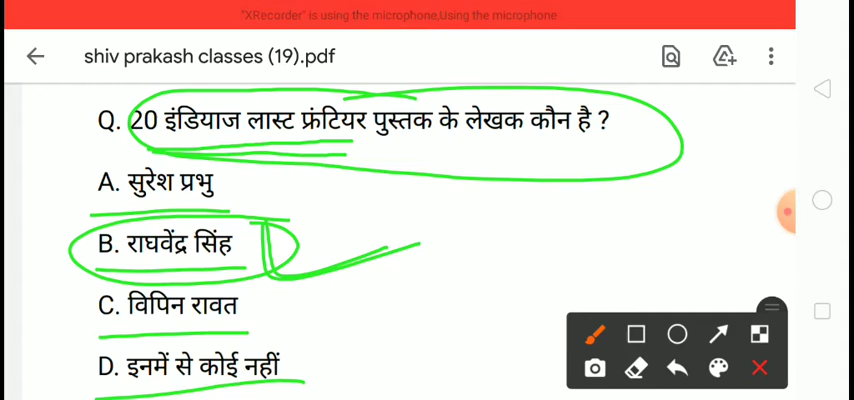 "XRecorder" is using the microphone,Using the microphone
shiv prakash classes (19).pdf
Q. 20 इंडियाज लास्ट फ्रंटियर पुस्तक के लेखक कौन है ?
A. सुरेश प्रभु
B. राघवेंद्र सिंह
C. विपिन रावत
D. इनमें से कोई नहीं